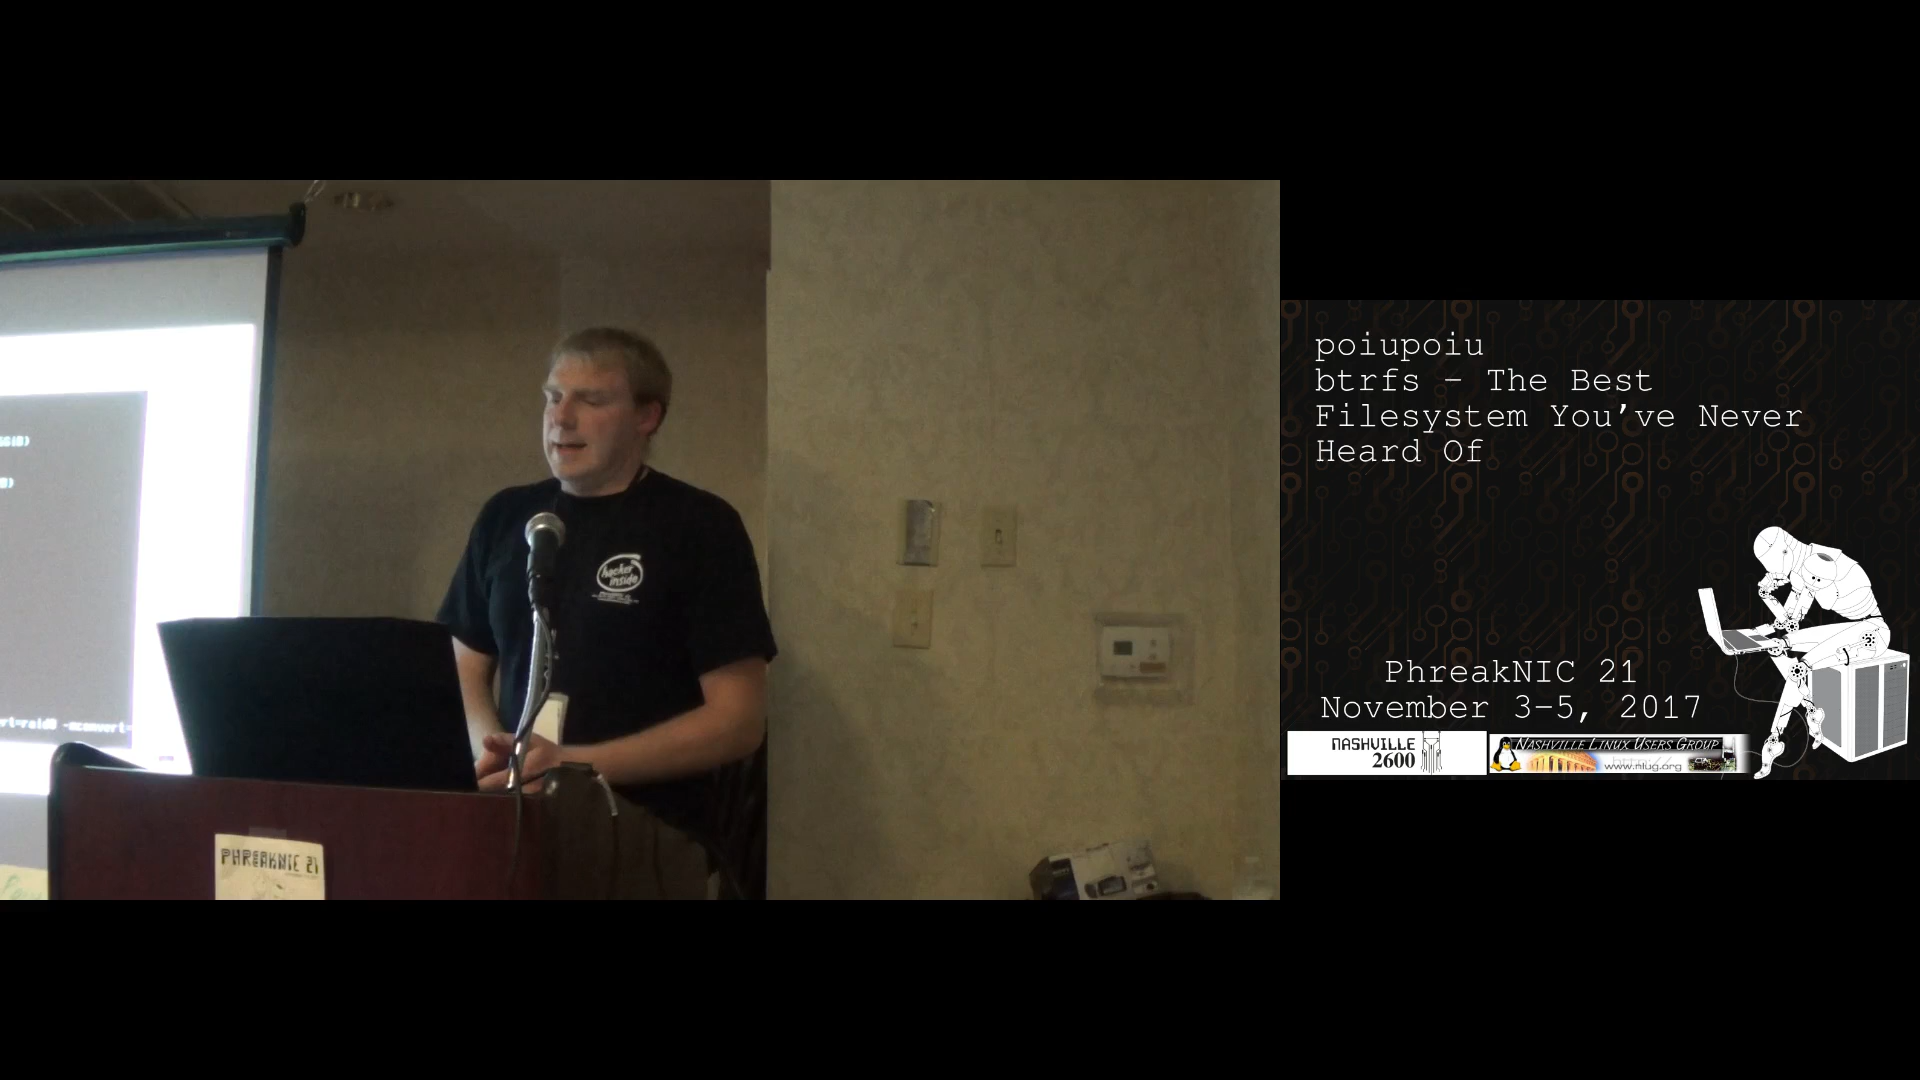 poiupoiu
btrfs - The Best
Filesystem You've Never
Heard Of
PhreakNIC 21
November 3-5, 2017
NASHVILLE
2600
NASHVILLE LINUX USERS GROUP
www.nlug.org
hacker
inside
PHREAKNIC 21